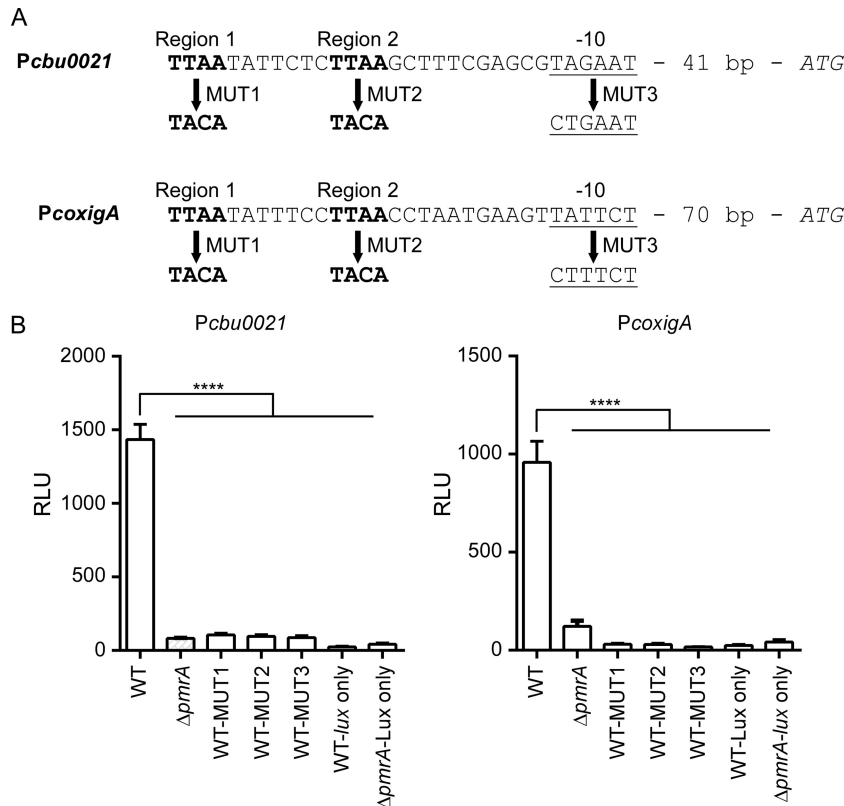 A
Region 1 Region 2 -10
Pcbu0021 TTAATATTCTCTTAAGCTTTCGAGCGTAGAAT - 41 bp - ATG
MUT1 MUT2 MUT3
TACA TACA CTGAAT
Region 1 Region 2 -10
PcoxigA TTAATATTTCCTTAACCTAATGAAGTTATTCT - 70 bp - ATG
MUT1 MUT2 MUT3
TACA TACA CTTTCT
B
Pcbu0021
2000
1500
1000
500
0
RLU
****
WT
ΔpmrA
WT-MUT1
WT-MUT2
WT-MUT3
WT-lux only
ΔpmrA-Lux only
PcoxigA
1500
1000
500
0
RLU
****
WT
ΔpmrA
WT-MUT1
WT-MUT2
WT-MUT3
WT-Lux only
ΔpmrA-lux only